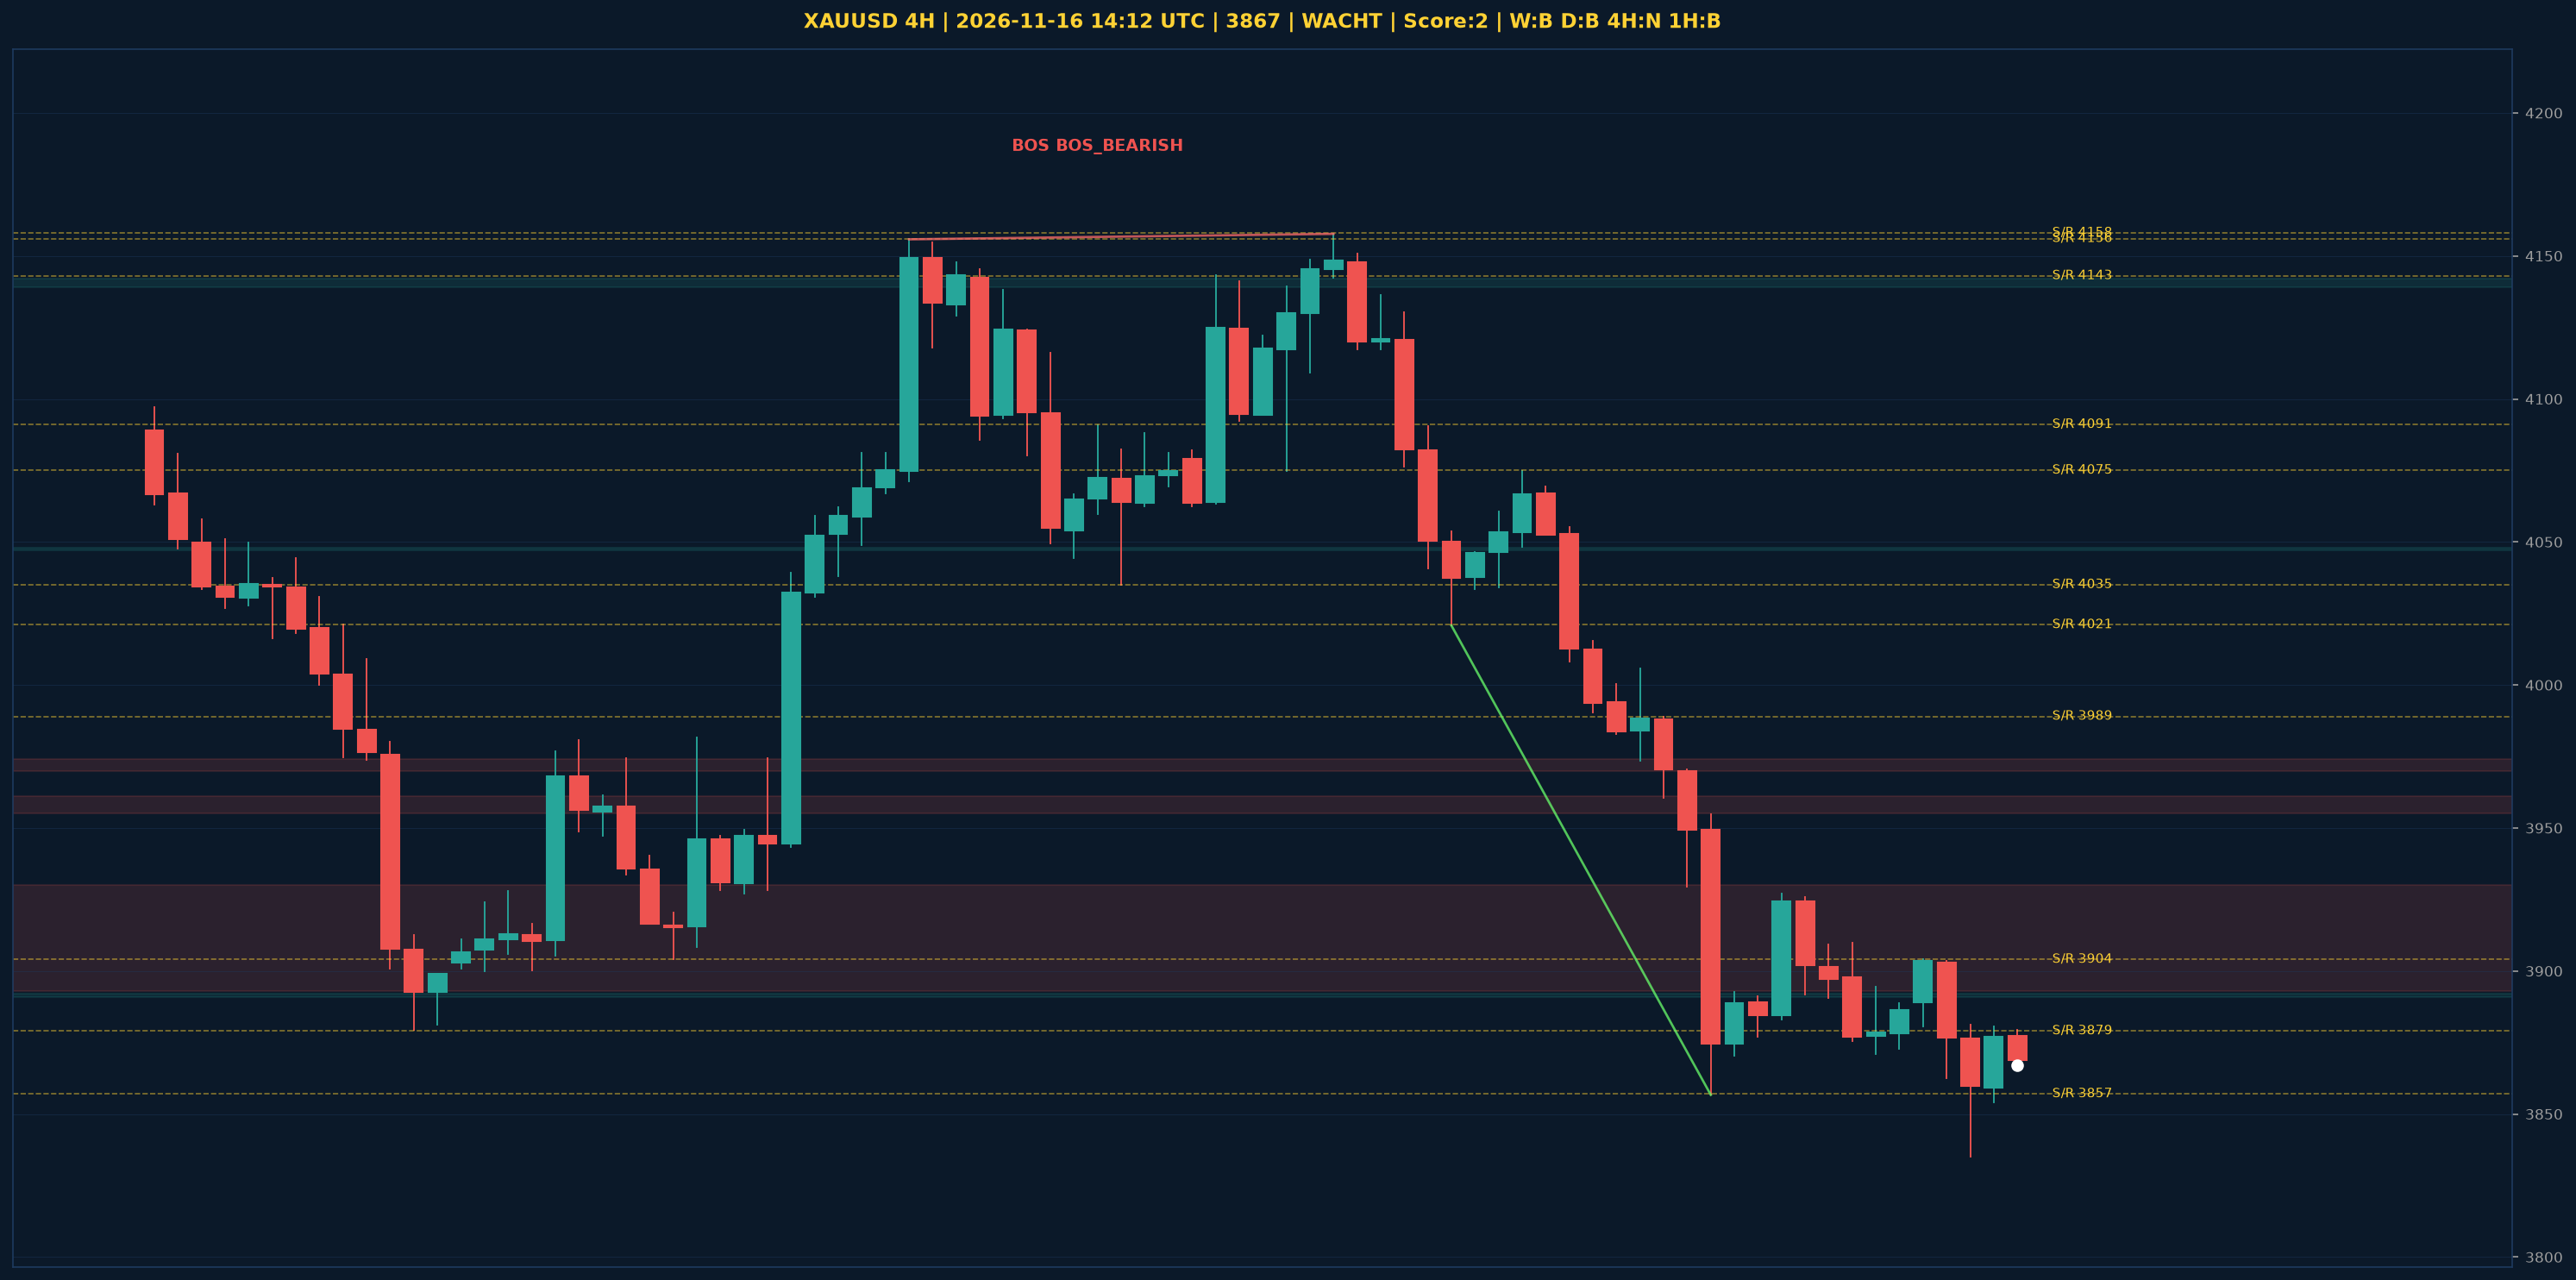 XAUUSD 4H | 2026-11-16 14:12 UTC | 3867 | WACHT | Score:2 | W:B D:B 4H:N 1H:B
4200
BOS BOS_BEARISH
S/R 4158
S/R 4156
4150
S/R 4143
4100
S/R 4091
S/R 4075
4050
S/R 4035
S/R 4021
4000
S/R 3989
3950
S/R 3904
3900
S/R 3879
S/R 3857
3850
3800